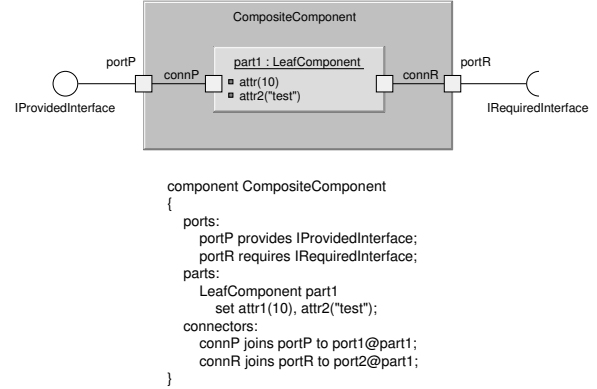 CompositeComponent
portP
portR
part1 : LeafComponent
connP
connR
attr(10)
attr2("test")
IProvidedInterface
IRequiredInterface
component CompositeComponent
{
ports:
portP provides IProvidedInterface;
portR requires IRequiredInterface;
parts:
LeafComponent part1
set attr1(10), attr2("test");
connectors:
connP joins portP to port1@part1;
connR joins portR to port2@part1;
}